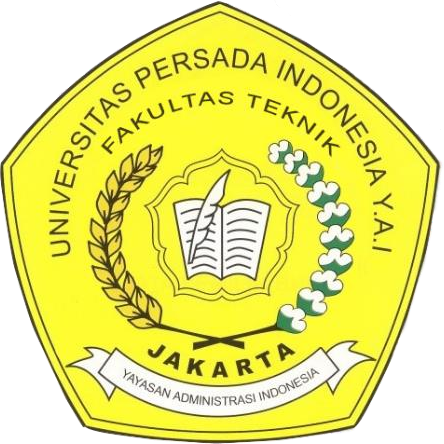 UNIVERSITAS PERSADA INDONESIA Y.A.I
FAKULTAS TEKNIK
JAKARTA
YAYASAN ADMINISTRASI INDONESIA